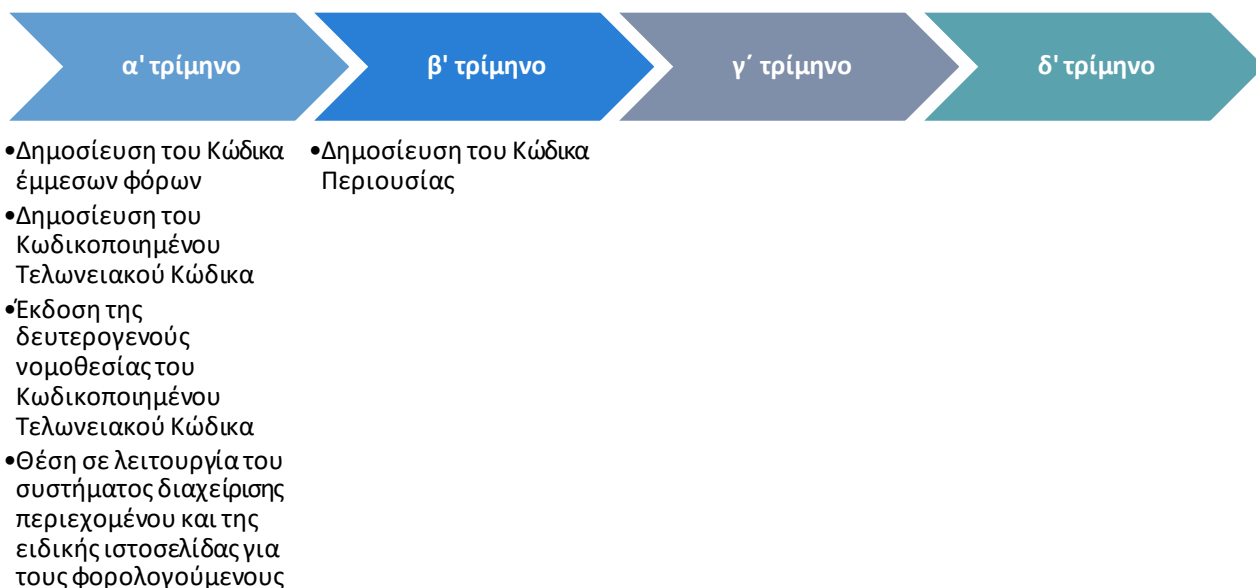 α' τρίμηνο
β' τρίμηνο
γ΄ τρίμηνο
δ' τρίμηνο
•Δημοσίευση του Κώδικα
έμμεσων φόρων
•Δημοσίευση του
Κωδικοποιημένου
Τελωνειακού Κώδικα
•Έκδοση της
δευτερογενούς
νομοθεσίας του
Κωδικοποιημένου
Τελωνειακού Κώδικα
•Θέση σε λειτουργία του
συστήματος διαχείρισης
περιεχομένου και της
ειδικής ιστοσελίδας για
τους φορολογούμενους
•Δημοσίευση του Κώδικα
Περιουσίας